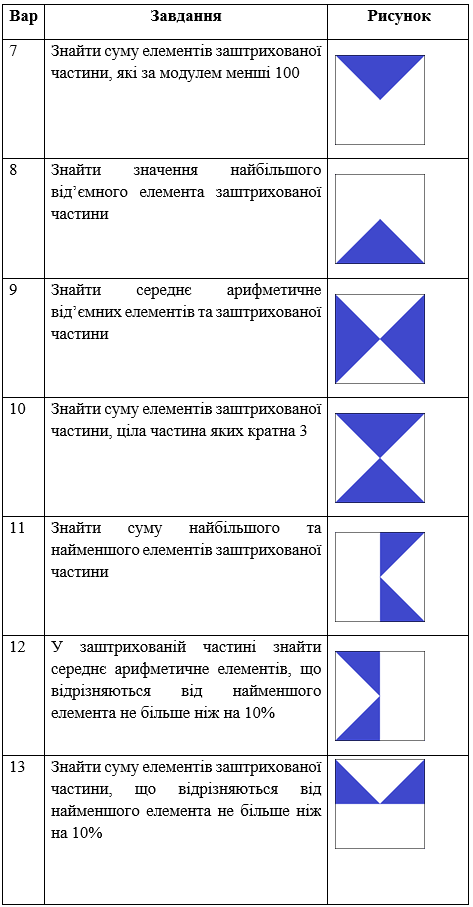 Вар Завдання Рисунок
7 Знайти суму елементів заштрихованої
частини, які за модулем менші 100
8 Знайти значення найбільшого
від’ємного елемента заштрихованої
частини
9 Знайти середнє арифметичне
від’ємних елементів та заштрихованої
частини
10 Знайти суму елементів заштрихованої
частини, ціла частина яких кратна 3
11 Знайти суму найбільшого та
найменшого елементів заштрихованої
частини
12 У заштрихованій частині знайти
середнє арифметичне елементів, що
відрізняються від найменшого
елемента не більше ніж на 10%
13 Знайти суму елементів заштрихованої
частини, що відрізняються від
найменшого елемента не більше ніж
на 10%